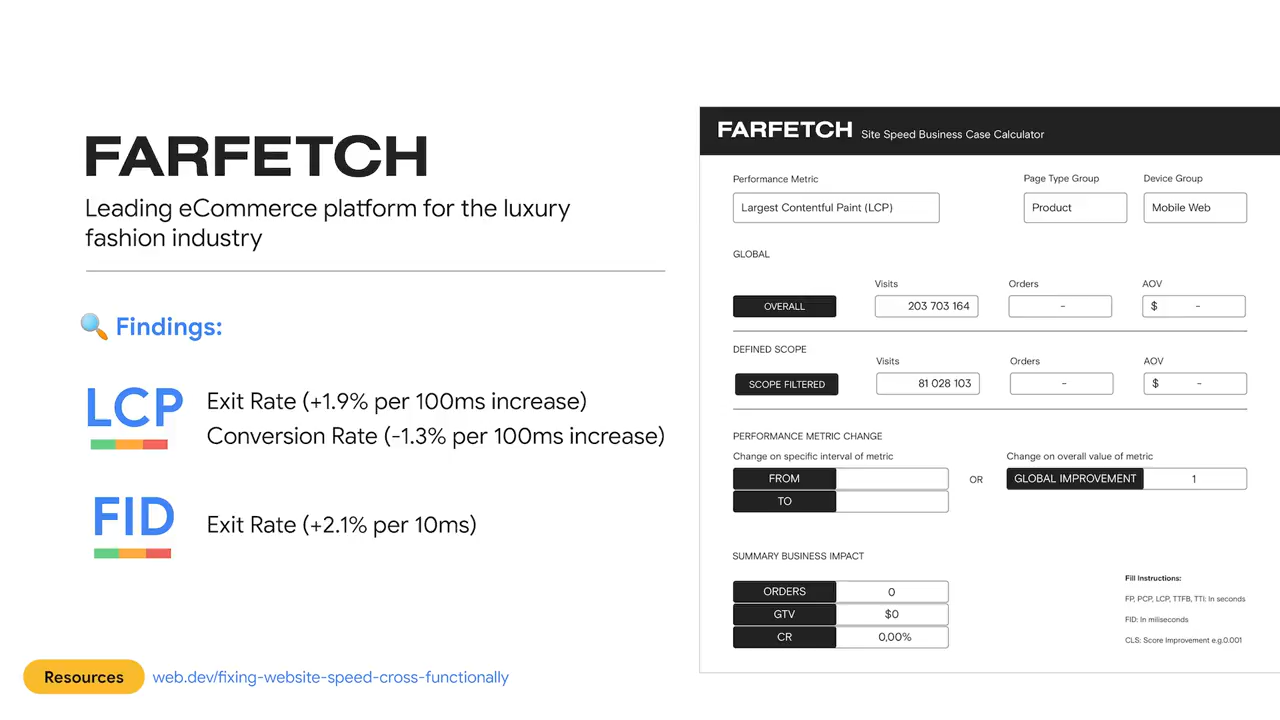 FARFETCH
Leading eCommerce platform for the luxury
fashion industry
Findings:
LCP
Exit Rate (+1.9% per 100ms increase)
Conversion Rate (-1.3% per 100ms increase)
FID
Exit Rate (+2.1% per 10ms)
Resources
web.dev/fixing-website-speed-cross-functionally
FARFETCH Site Speed Business Case Calculator
Performance Metric Page Type Group Device Group
Largest Contentful Paint (LCP) Product Mobile Web
GLOBAL
Visits Orders AOV
OVERALL 203 703 164 - $ -
DEFINED SCOPE
Visits Orders AOV
SCOPE FILTERED 81 028 103 - $ -
PERFORMANCE METRIC CHANGE
Change on specific interval of metric Change on overall value of metric
FROM OR GLOBAL IMPROVEMENT 1
TO
SUMMARY BUSINESS IMPACT
ORDERS 0
GTV $0
CR 0,00%
Fill Instructions:
FP, PCP, LCP, TTFB, TTI: In seconds
FID: In miliseconds
CLS: Score Improvement e.g.0.001